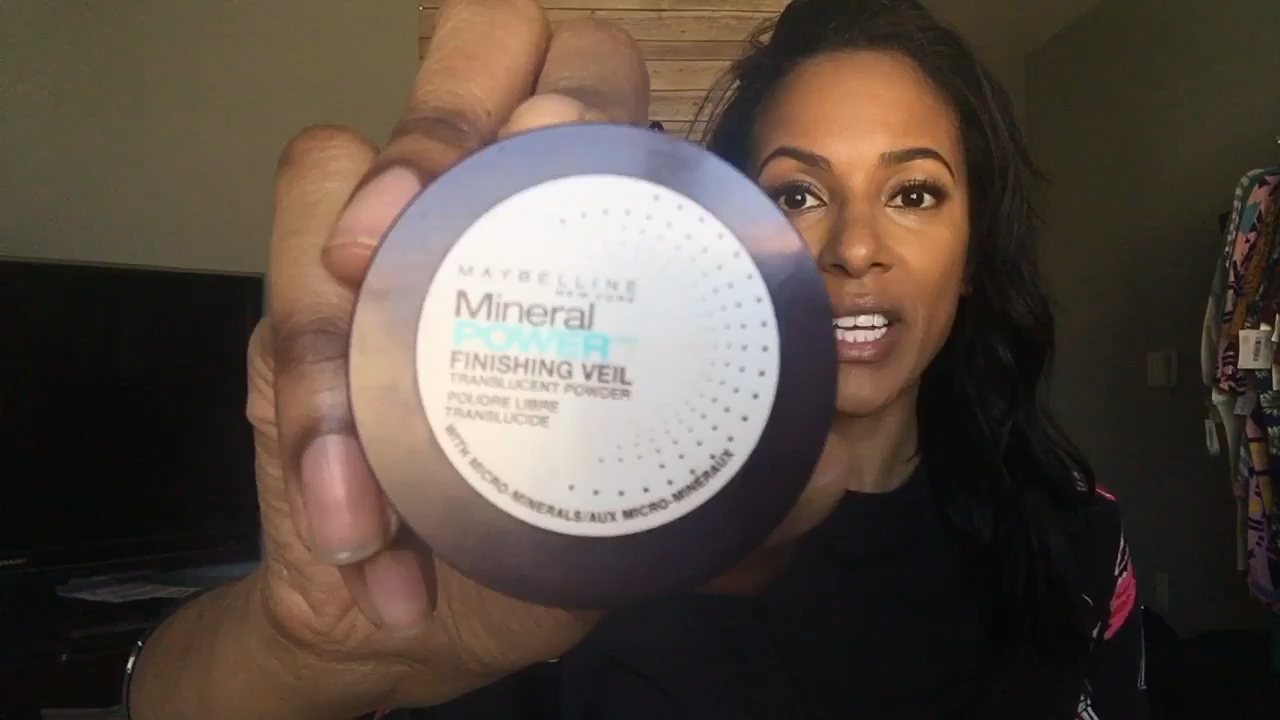 MAYBELLINE
NEW YORK
Mineral
POWER
FINISHING VEIL
TRANSLUCENT POWDER
POUDRE LIBRE
TRANSLUCIDE
WITH MICRO-MINERALS/AUX MICRO-MINÉRAUX